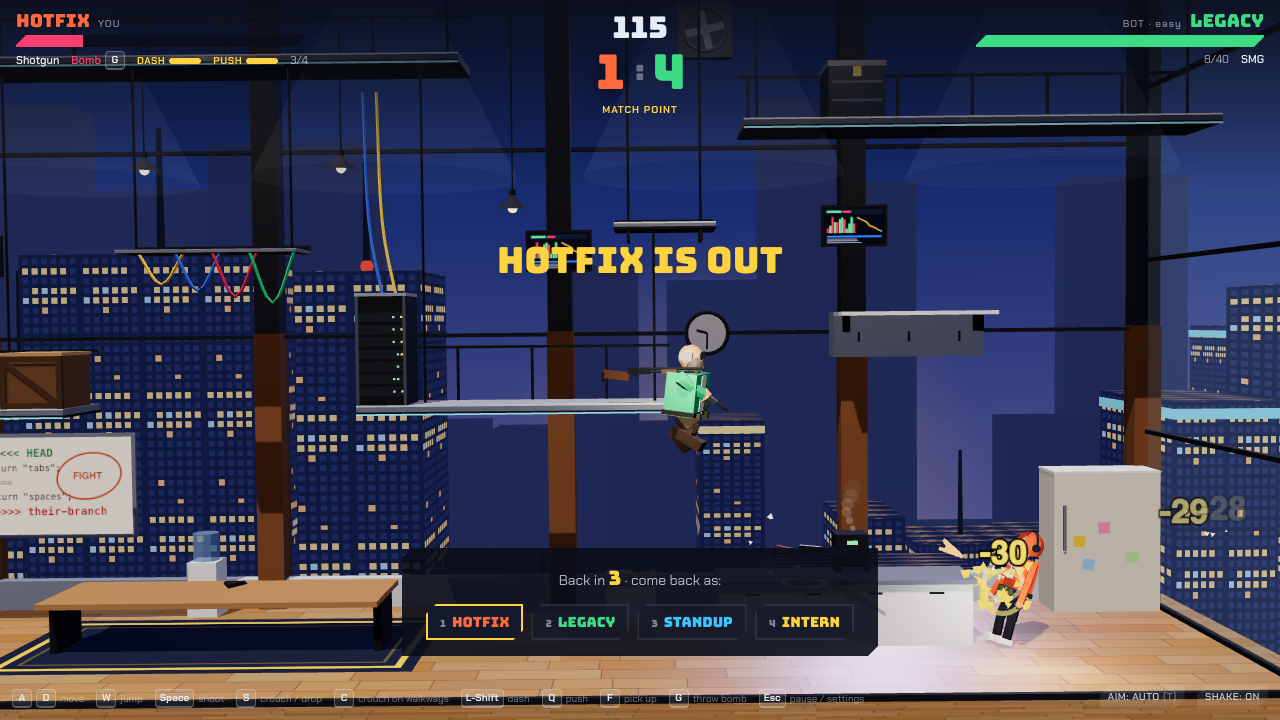 HOTFIX YOU
115
BOT · easy LEGACY
1 : 4
Shotgun Bomb G DASH PUSH 3/4
8/40 SMG
MATCH POINT
HOTFIX IS OUT
<<< HEAD
"tabs";
===
"spaces"
>>>> their-branch
FIGHT
-29
28
-30
Back in 3 · come back as:
1 HOTFIX
2 LEGACY
3 STANDUP
4 INTERN
A D move W jump Space shoot S crouch / drop C crouch on walkways L-Shift dash Q push F pick up G throw bomb Esc pause / settings
AIM: AUTO [T] SHAKE: ON